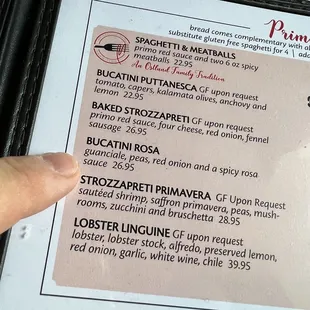 Prim
bread comes complementary with ol
substitute gluten free spaghetti for 4 | add
SPAGHETTI & MEATBALLS
primo red sauce and two 6 oz spicy
meatballs 22.95
An Ortland Family Tradition
BUCATINI PUTTANESCA GF upon request
tomato, capers, kalamata olives, anchovy and
lemon 22.95
BAKED STROZZAPRETI GF upon request
primo red sauce, four cheese, red onion, fennel
sausage 26.95
BUCATINI ROSA
guanciale, peas, red onion and a spicy rosa
sauce 26.95
STROZZAPRETI PRIMAVERA GF Upon Request
sautéed shrimp, saffron primavera, peas, mush-
rooms, zucchini and bruschetta 28.95
LOBSTER LINGUINE GF upon request
lobster, lobster stock, alfredo, preserved lemon,
red onion, garlic, white wine, chile 39.95